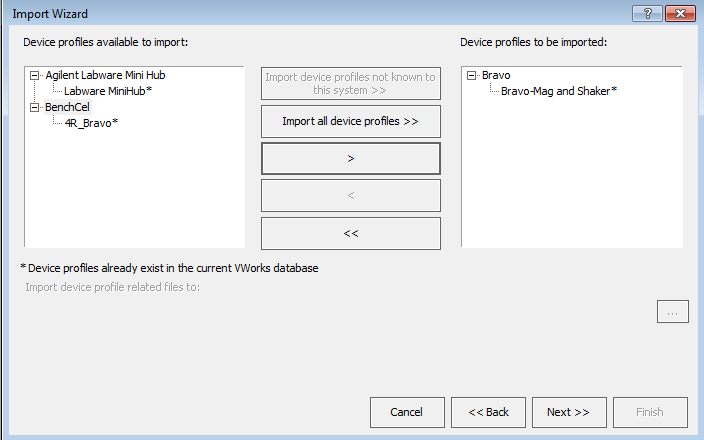 Import Wizard
?
Device profiles available to import:
Device profiles to be imported:
Agilent Labware Mini Hub
Labware MiniHub*
BenchCel
4R_Bravo*
Import device profiles not known to
this system >>
Import all device profiles >>
>
<
<<
Bravo
Bravo-Mag and Shaker*
* Device profiles already exist in the current VWorks database
Import device profile related files to:
...
Cancel
<< Back
Next >>
Finish